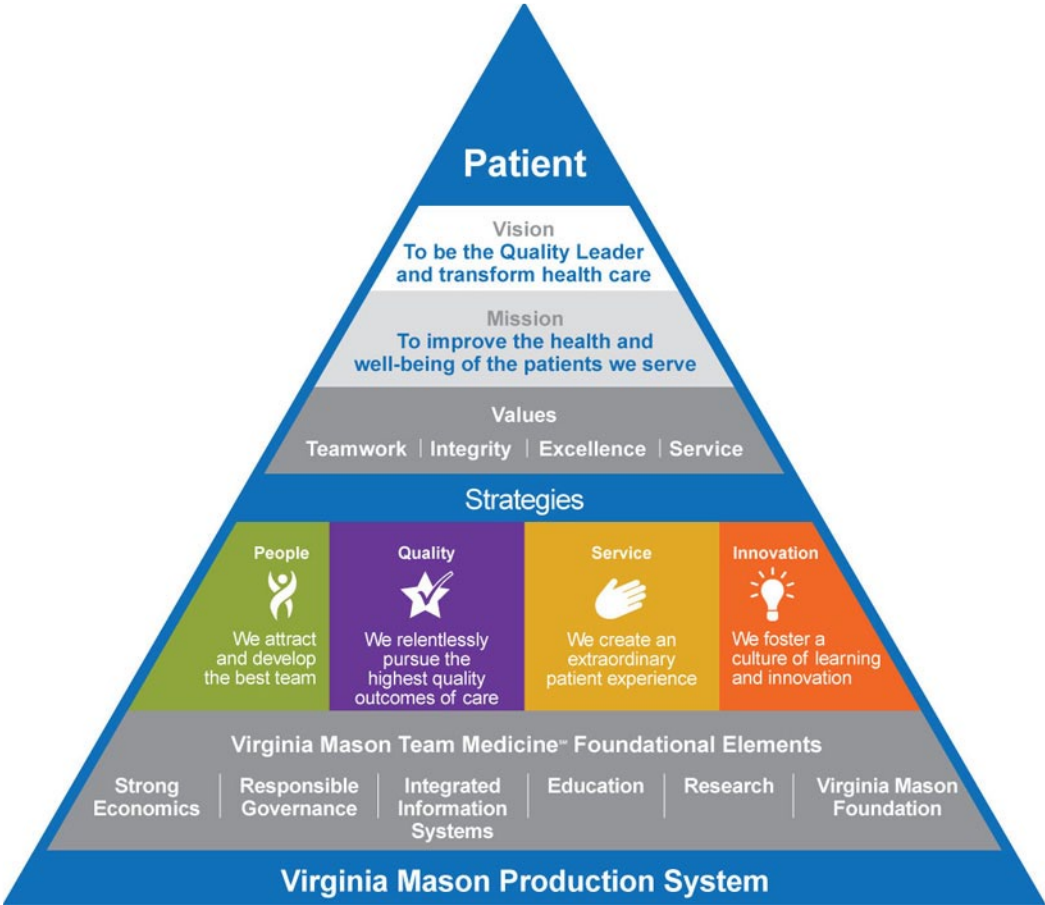 Patient
Vision
To be the Quality Leader
and transform health care
Mission
To improve the health and
well-being of the patients we serve
Values
Teamwork | Integrity | Excellence | Service
Strategies
People
We attract
and develop
the best team
Quality
We relentlessly
pursue the
highest quality
outcomes of care
Service
We create an
extraordinary
patient experience
Innovation
We foster a
culture of learning
and innovation
Virginia Mason Team Medicine℠ Foundational Elements
Strong
Economics
Responsible
Governance
Integrated
Information
Systems
Education
Research
Virginia Mason
Foundation
Virginia Mason Production System